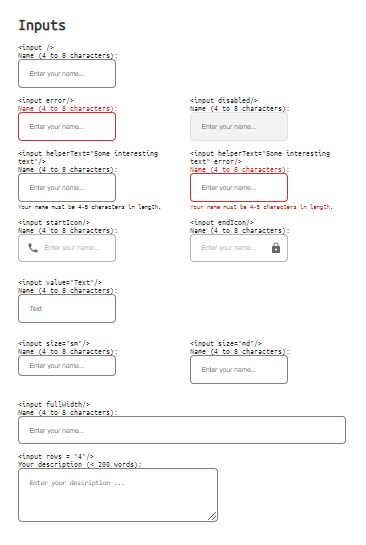 Inputs
<input />
Name (4 to 8 characters):
Enter your name...
<input error/>
Name (4 to 8 characters):
Enter your name...
<input disabled/>
Name (4 to 8 characters):
Enter your name...
<input helperText="Some interesting
text"/>
Name (4 to 8 characters):
Enter your name...
Your name must be 4-8 characters in length.
<input helperText="Some interesting
text" error/>
Name (4 to 8 characters):
Enter your name...
Your name must be 4-8 characters in length.
<input startIcon/>
Name (4 to 8 characters):
Enter your name...
<input endIcon/>
Name (4 to 8 characters):
Enter your name...
<input value="Text"/>
Name (4 to 8 characters):
Text
<input size="sm"/>
Name (4 to 8 characters):
Enter your name...
<input size="md"/>
Name (4 to 8 characters):
Enter your name...
<input fullWidth/>
Name (4 to 8 characters):
Enter your name...
<input rows = "4"/>
Your description (< 200 words):
Enter your description ...